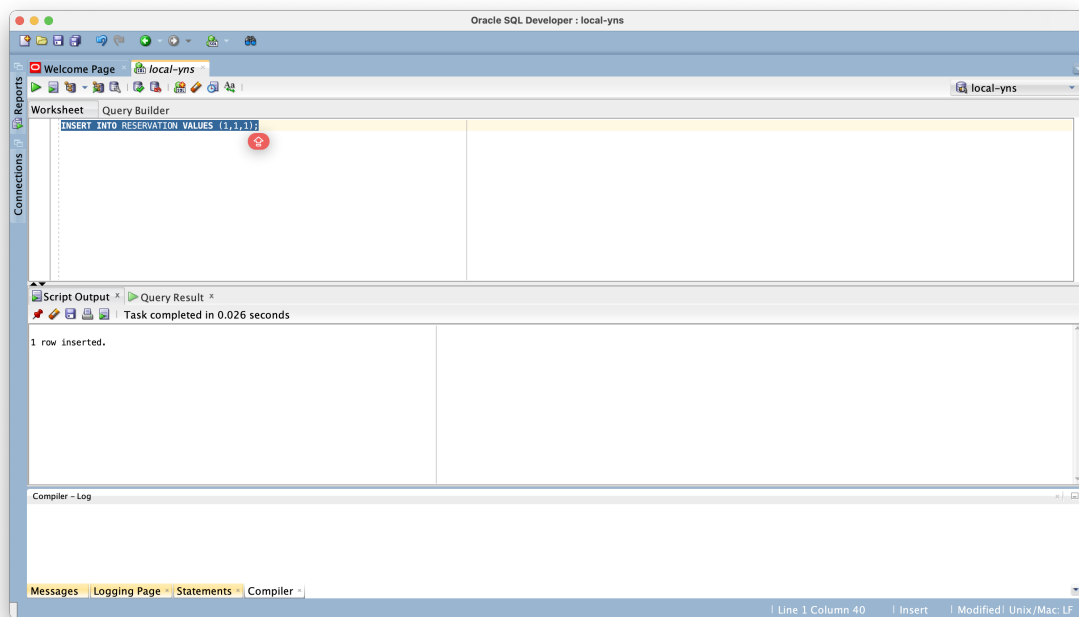 Oracle SQL Developer : local-yns
Welcome Page
local-yns
Reports
Connections
local-yns
Worksheet
Query Builder
INSERT INTO RESERVATION VALUES (1,1,1);
Script Output
Query Result
Task completed in 0.026 seconds
1 row inserted.
Compiler - Log
Messages
Logging Page
Statements
Compiler
Line 1 Column 40
Insert
Modified
Unix/Mac: LF